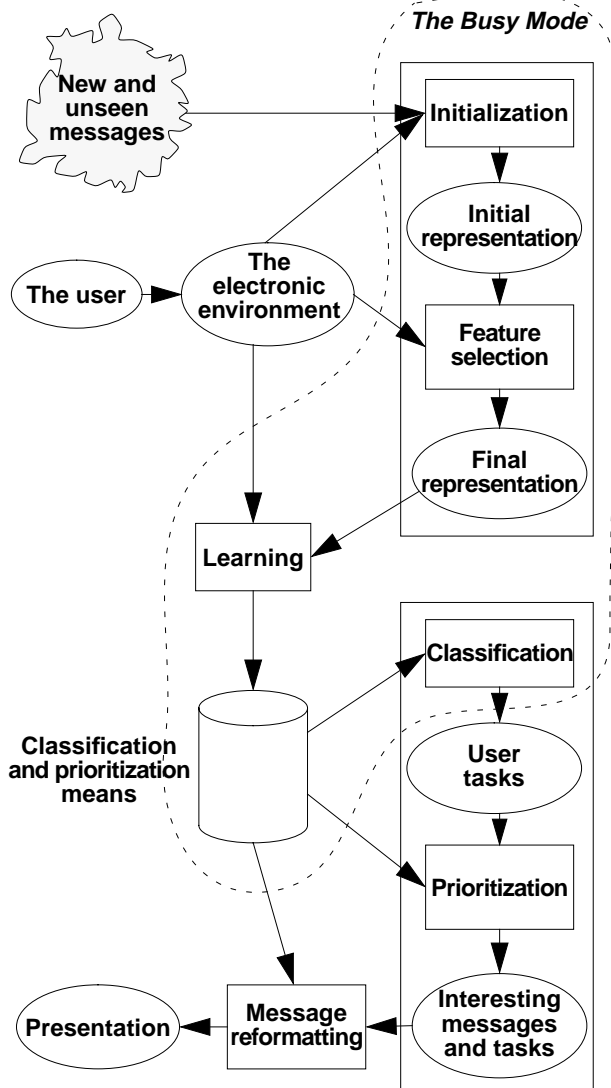 The Busy Mode
New and
unseen
messages
Initialization
Initial
representation
The user
The
electronic
environment
Feature
selection
Final
representation
Learning
Classification
Classification
and prioritization
means
User
tasks
Prioritization
Presentation
Message
reformatting
Interesting
messages
and tasks